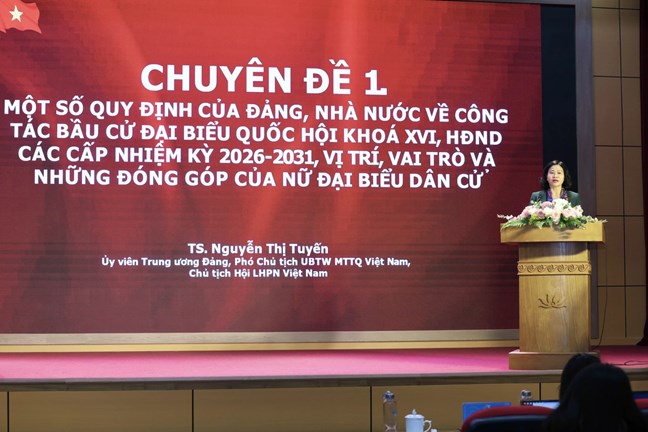 CHUYÊN ĐỀ 1.
MỘT SỐ QUY ĐỊNH CỦA ĐẢNG, NHÀ NƯỚC VỀ CÔNG
TÁC BẦU CỬ ĐẠI BIỂU QUỐC HỘI KHOÁ XVI, HĐND
CÁC CẤP NHIỆM KỲ 2026-2031, VỊ TRÍ, VAI TRÒ VÀ
NHỮNG ĐÓNG GÓP CỦA NỮ ĐẠI BIỂU DÂN CỬ
TS. Nguyễn Thị Tuyến
Ủy viên Trung ương Đảng, Phó Chủ tịch UBTW MTTQ Việt Nam,
Chủ tịch Hội LHPN Việt Nam